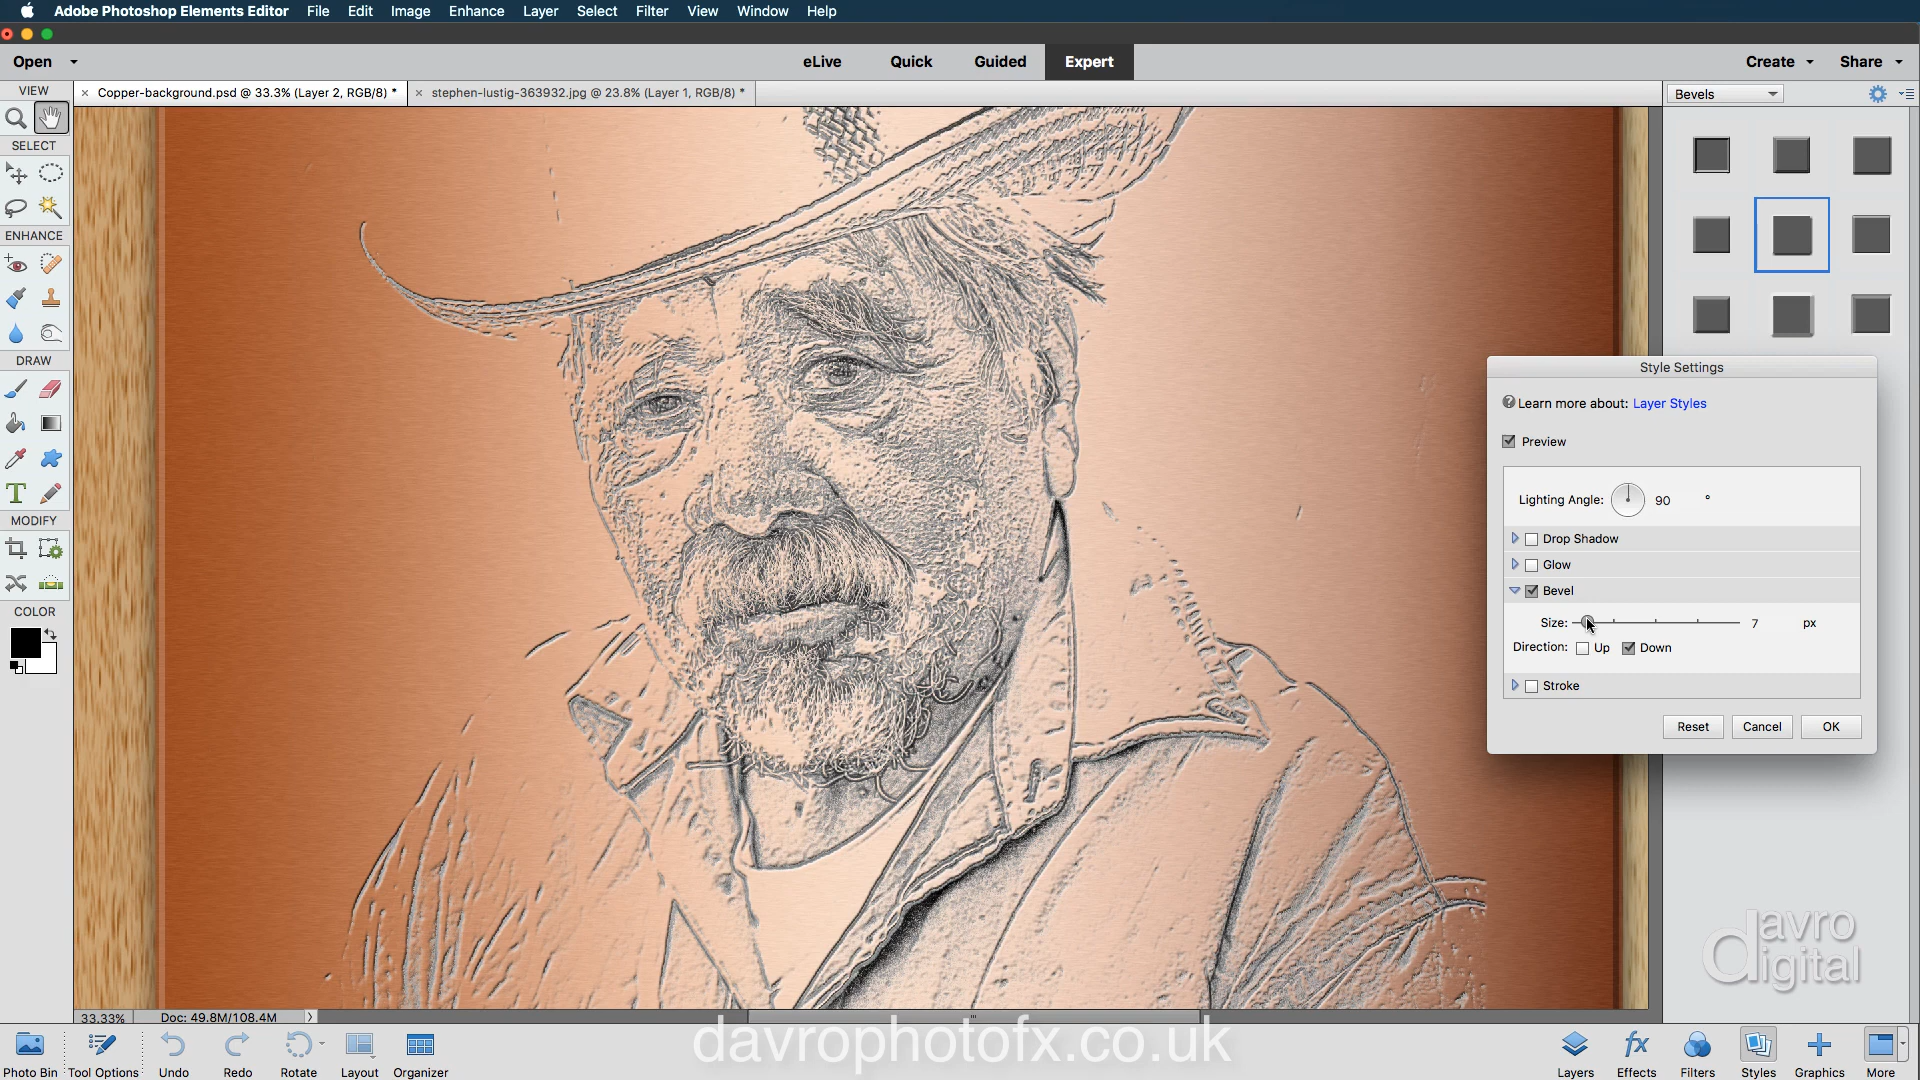 Adobe Photoshop Elements Editor File Edit Image Enhance Layer Select Filter View Window Help
Open eLive Quick Guided Expert Create Share
VIEW
× Copper-background.psd @ 33.3% (Layer 2, RGB/8) * × stephen-lustig-363932.jpg @ 23.8% (Layer 1, RGB/8) *
Bevels
SELECT
ENHANCE
DRAW
T
MODIFY
COLOR
Style Settings
Learn more about: Layer Styles
Preview
Lighting Angle: 90 °
Drop Shadow
Glow
Bevel
Size: 7 px
Direction: Up Down
Stroke
Reset Cancel OK
davro
digital
33.33% Doc: 49.8M/108.4M
davrophotofx.co.uk
Photo Bin Tool Options Undo Redo Rotate Layout Organizer
fx
Layers Effects Filters Styles Graphics More